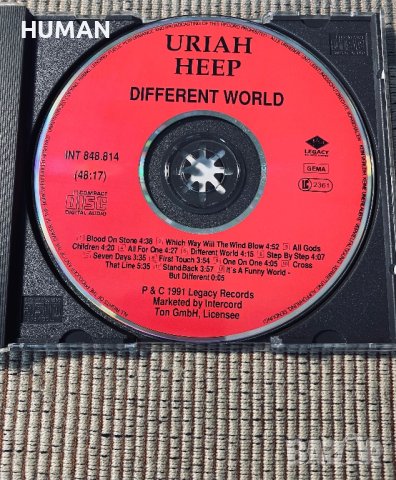 HUMAN
URIAH
HEEP
DIFFERENT WORLD
INT 848.814
(48:17)
COMPACT
DISC
DIGITAL AUDIO
LEGACY
GEMA
LC
2361
1 Blood On Stone 4:38 2 Which Way Will The Wind Blow 4:52 3 All Gods
Children 4:20 4 All For One 4:27 5 Different World 4:15 6 Step By Step 4:07
7 Seven Days 3:35 8 First Touch 3:54 9 One On One 4:05 10 Cross
That Line 5:35 11 StandBack 3:57 12 It´s A Funny World -
But Different 0:05
P & C 1991 Legacy Records
Marketed by Intercord
Ton GmbH, Licensee